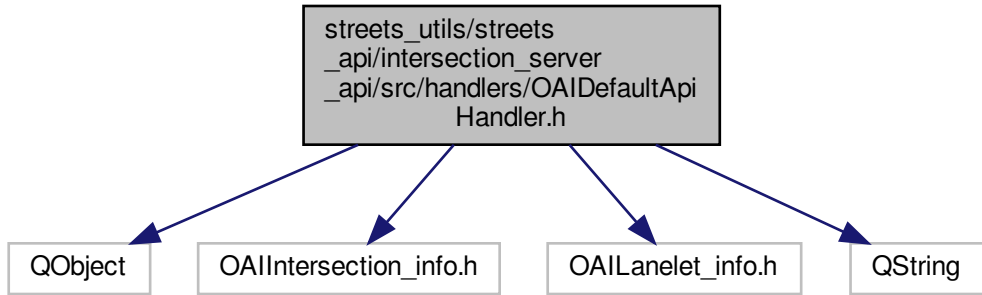 streets_utils/streets
_api/intersection_server
_api/src/handlers/OAIDefaultApi
Handler.h
QObject
OAIIntersection_info.h
OAILanelet_info.h
QString